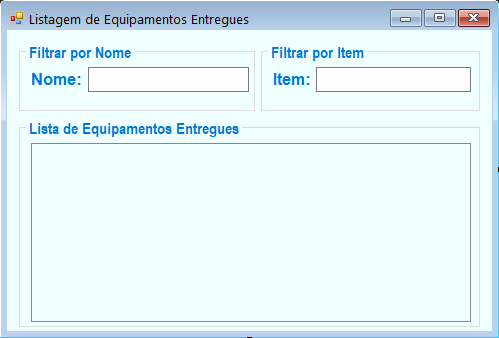 Listagem de Equipamentos Entregues
Filtrar por Nome
Filtrar por Item
Nome:
Item:
Lista de Equipamentos Entregues